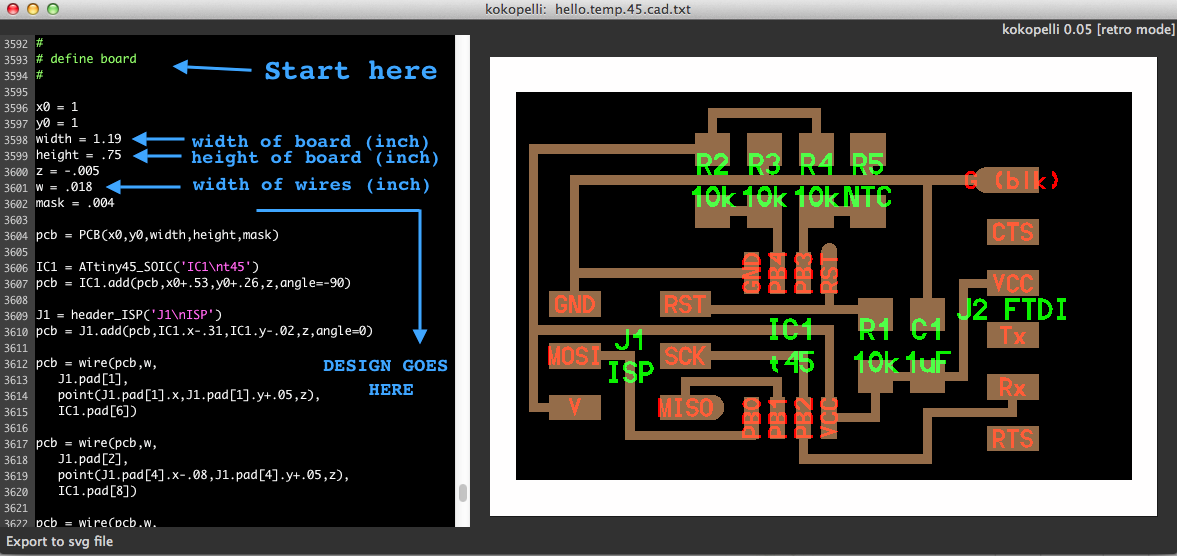 kokopelli:  hello.temp.45.cad.txt
kokopelli 0.05 [retro mode]
3592 #
3593 # define board
3594 #
3595
3596 x0 = 1
3597 y0 = 1
3598 width = 1.19
3599 height = .75
3600 z = -.005
3601 w = .018
3602 mask = .004
3603
3604 pcb = PCB(x0,y0,width,height,mask)
3605
3606 IC1 = ATtiny45_SOIC('IC1\nt45')
3607 pcb = IC1.add(pcb,x0+.53,y0+.26,z,angle=-90)
3608
3609 J1 = header_ISP('J1\nISP')
3610 pcb = J1.add(pcb,IC1.x-.31,IC1.y-.02,z,angle=0)
3611
3612 pcb = wire(pcb,w,
3613    J1.pad[1],
3614    point(J1.pad[1].x,J1.pad[1].y+.05,z),
3615    IC1.pad[6])
3616
3617 pcb = wire(pcb,w,
3618    J1.pad[2],
3619    point(J1.pad[4].x-.08,J1.pad[4].y+.05,z),
3620    IC1.pad[8])
3621
3622 pcb = wire(pcb,w,
Start here
width of board (inch)
height of board (inch)
width of wires (inch)
DESIGN GOES
HERE
R2 R3 R4 R5
10k 10k 10k NTC
G (blk)
CTS
GND PB4 PB3 RST
VCC
GND RST
J2 FTDI
IC1 R1 C1
J1
Tx
MOSI SCK
t45 10k 1uF
ISP
Rx
V MISO
PB0 PB1 PB2 VCC
RTS
Export to svg file